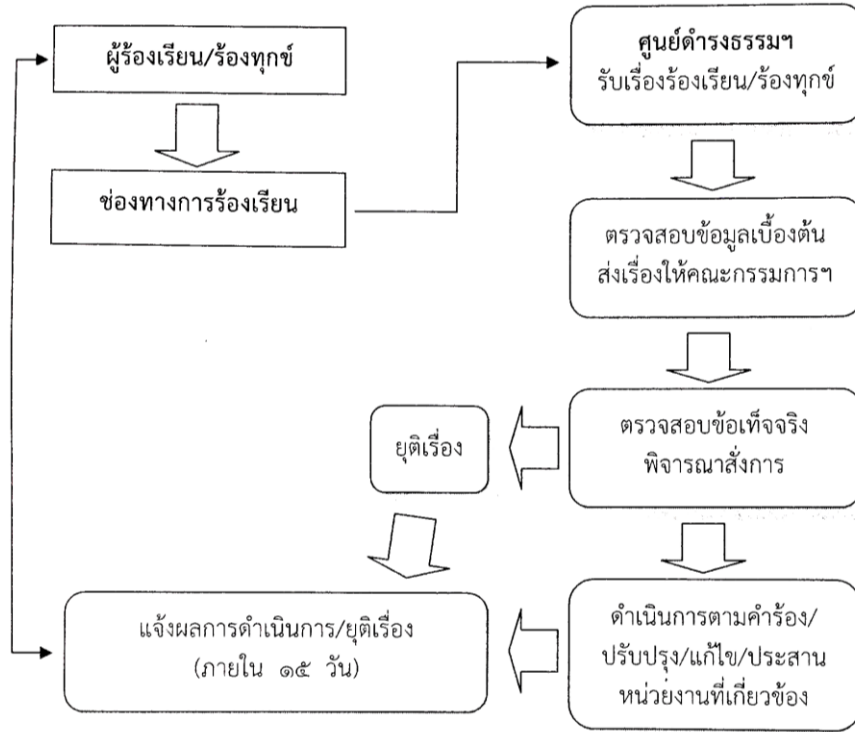 ผู้ร้องเรียน/ร้องทุกข์
ช่องทางการร้องเรียน
ศูนย์ดำรงธรรมฯ
รับเรื่องร้องเรียน/ร้องทุกข์
ตรวจสอบข้อมูลเบื้องต้น
ส่งเรื่องให้คณะกรรมการฯ
ตรวจสอบข้อเท็จจริง
พิจารณาสั่งการ
ยุติเรื่อง
ดำเนินการตามคำร้อง/
ปรับปรุง/แก้ไข/ประสาน
หน่วยงานที่เกี่ยวข้อง
แจ้งผลการดำเนินการ/ยุติเรื่อง
(ภายใน ๑๕ วัน)